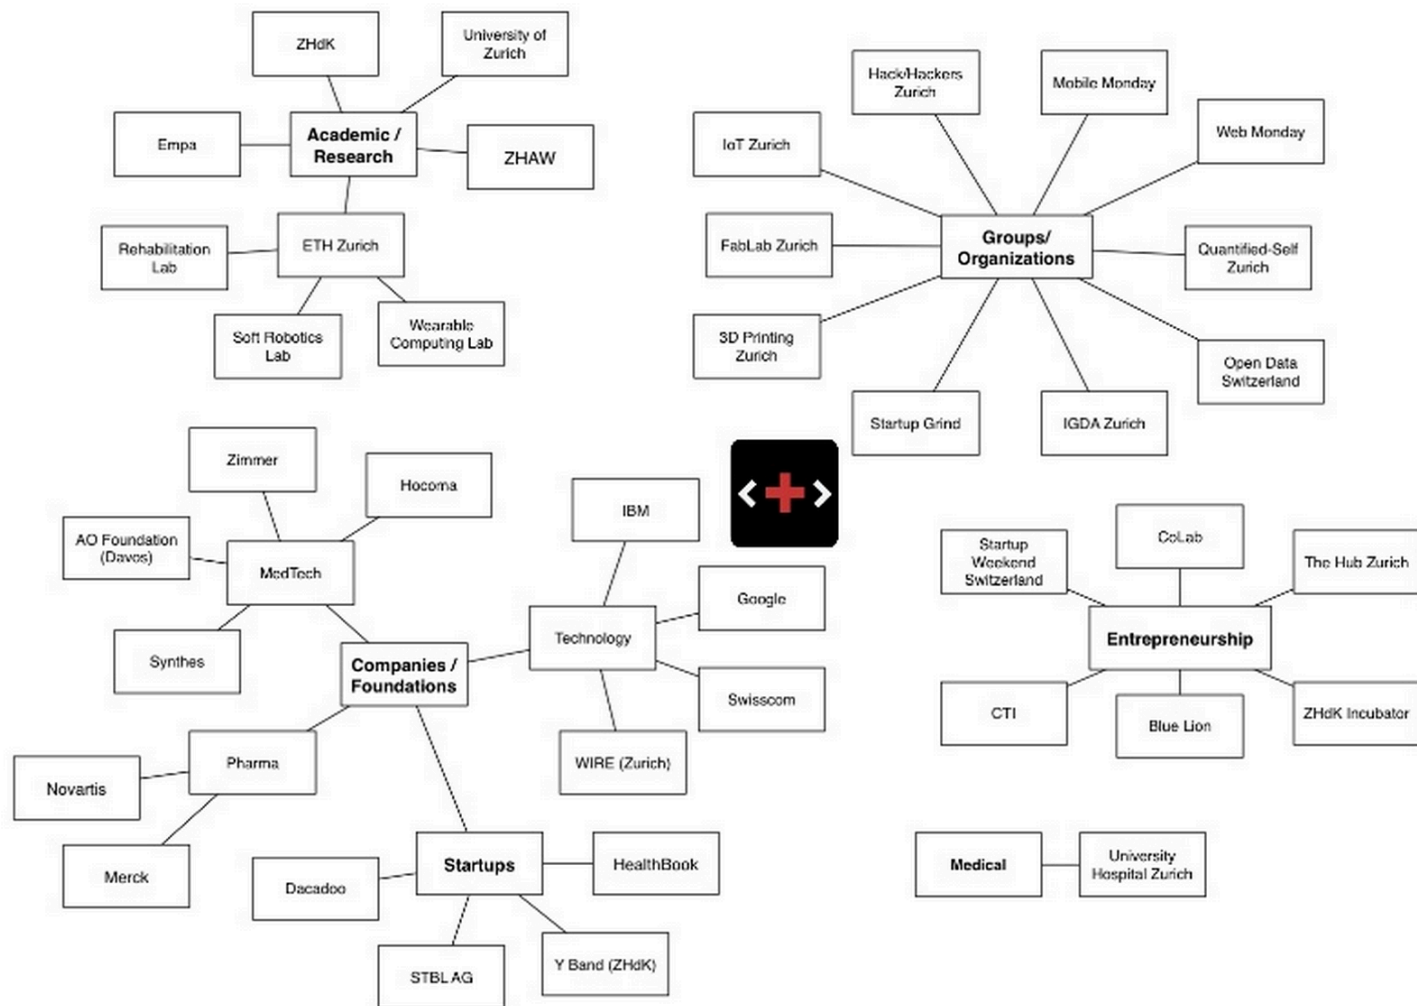 ZHdK
University of
Zurich
Empa
Academic /
Research
ZHAW
Rehabilitation
Lab
ETH Zurich
Soft Robotics
Lab
Wearable
Computing Lab
Hack/Hackers
Zurich
Mobile Monday
IoT Zurich
Web Monday
FabLab Zurich
Groups/
Organizations
Quantified-Self
Zurich
3D Printing
Zurich
Open Data
Switzerland
Startup Grind
IGDA Zurich
Zimmer
Hocoma
AO Foundation
(Davos)
MedTech
Synthes
Companies /
Foundations
IBM
Google
Technology
Swisscom
WIRE (Zurich)
Pharma
Novartis
Merck
Startups
HealthBook
Dacadoo
STBL AG
Y Band (ZHdK)
Startup
Weekend
Switzerland
CoLab
The Hub Zurich
Entrepreneurship
CTI
Blue Lion
ZHdK Incubator
Medical
University
Hospital Zurich